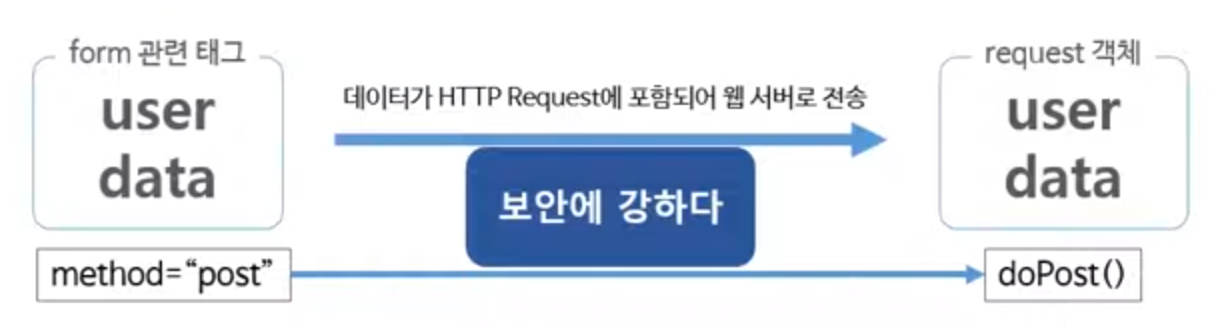 form 관련 태그
user
data
데이터가 HTTP Request에 포함되어 웹 서버로 전송
보안에 강하다
request 객체
user
data
method=“post”
doPost()